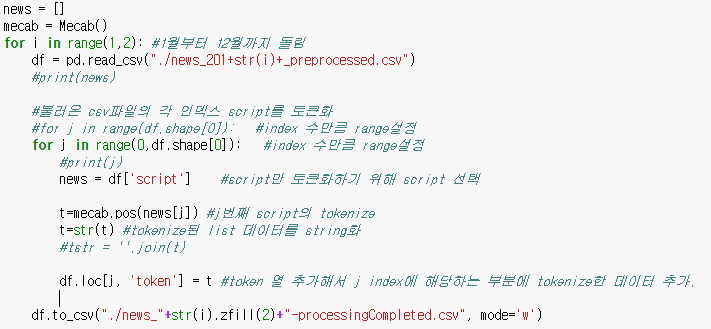 news = []
mecab = Mecab()
for i in range(1,2): #1월부터 12월까지 돌림
    df = pd.read_csv("./news_201+str(i)+_preprocessed.csv")
    #print(news)

    #불러온 csv파일의 각 인덱스 script를 토큰화
    #for j in range(df.shape[0]):   #index 수만큼 range설정
    for j in range(0,df.shape[0]):   #index 수만큼 range설정
        #print(j)
        news = df['script']    #script만 토큰화하기 위해 script 선택

        t=mecab.pos(news[j]) #j번째 script의 tokenize
        t=str(t) #tokenize된 list 데이터를 string화
        #tstr = ''.join(t)

        df.loc[j, 'token'] = t #token 열 추가해서 j index에 해당하는 부분에 tokenize한 데이터 추가.

    df.to_csv("./news_"+str(i).zfill(2)+"-processingCompleted.csv", mode='w')